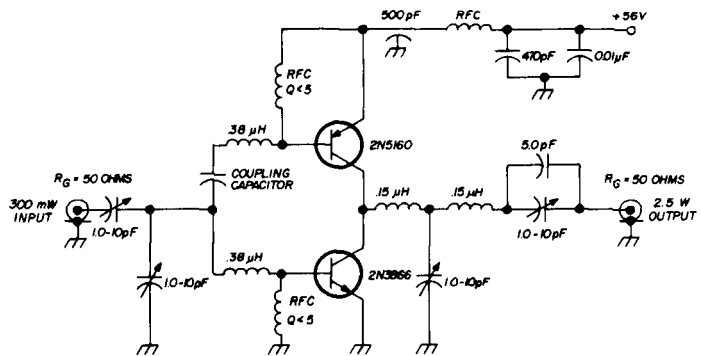 500 pF
RFC
+56V
470pF
0.01µF
RFC
Q<5
.38 µH
2N5160
COUPLING
CAPACITOR
5.0 pF
RG = 50 OHMS
300 mW
INPUT
1.0-10pF
.15 µH
.15 µH
RG = 50 OHMS
2.5 W
OUTPUT
1.0-10pF
.38 µH
2N3866
1.0-10pF
1.0-10pF
RFC
Q<5